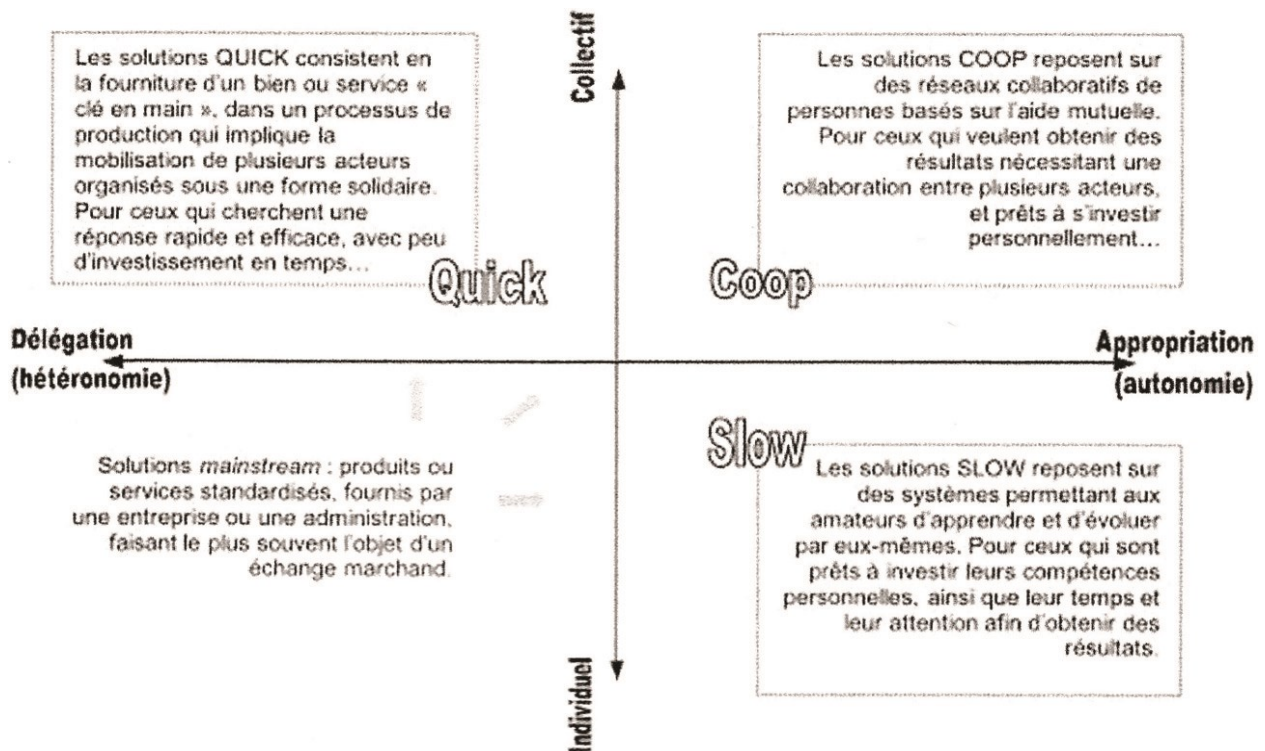 Collectif
Les solutions QUICK consistent en
la fourniture d'un bien ou service «
clé en main », dans un processus de
production qui implique la
mobilisation de plusieurs acteurs
organisés sous une forme solidaire.
Pour ceux qui cherchent une
réponse rapide et efficace, avec peu
d'investissement en temps...
Quick
Les solutions COOP reposent sur
des réseaux collaboratifs de
personnes basés sur l'aide mutuelle.
Pour ceux qui veulent obtenir des
résultats nécessitant une
collaboration entre plusieurs acteurs,
et prêts à s'investir
personnellement...
Coop
Délégation
(hétéronomie)
Appropriation
(autonomie)
Solutions mainstream : produits ou
services standardisés, fournis par
une entreprise ou une administration,
faisant le plus souvent l'objet d'un
échange marchand.
Slow
Les solutions SLOW reposent sur
des systèmes permettant aux
amateurs d'apprendre et d'évoluer
par eux-mêmes. Pour ceux qui sont
prêts à investir leurs compétences
personnelles, ainsi que leur temps et
leur attention afin d'obtenir des
résultats.
Individuel